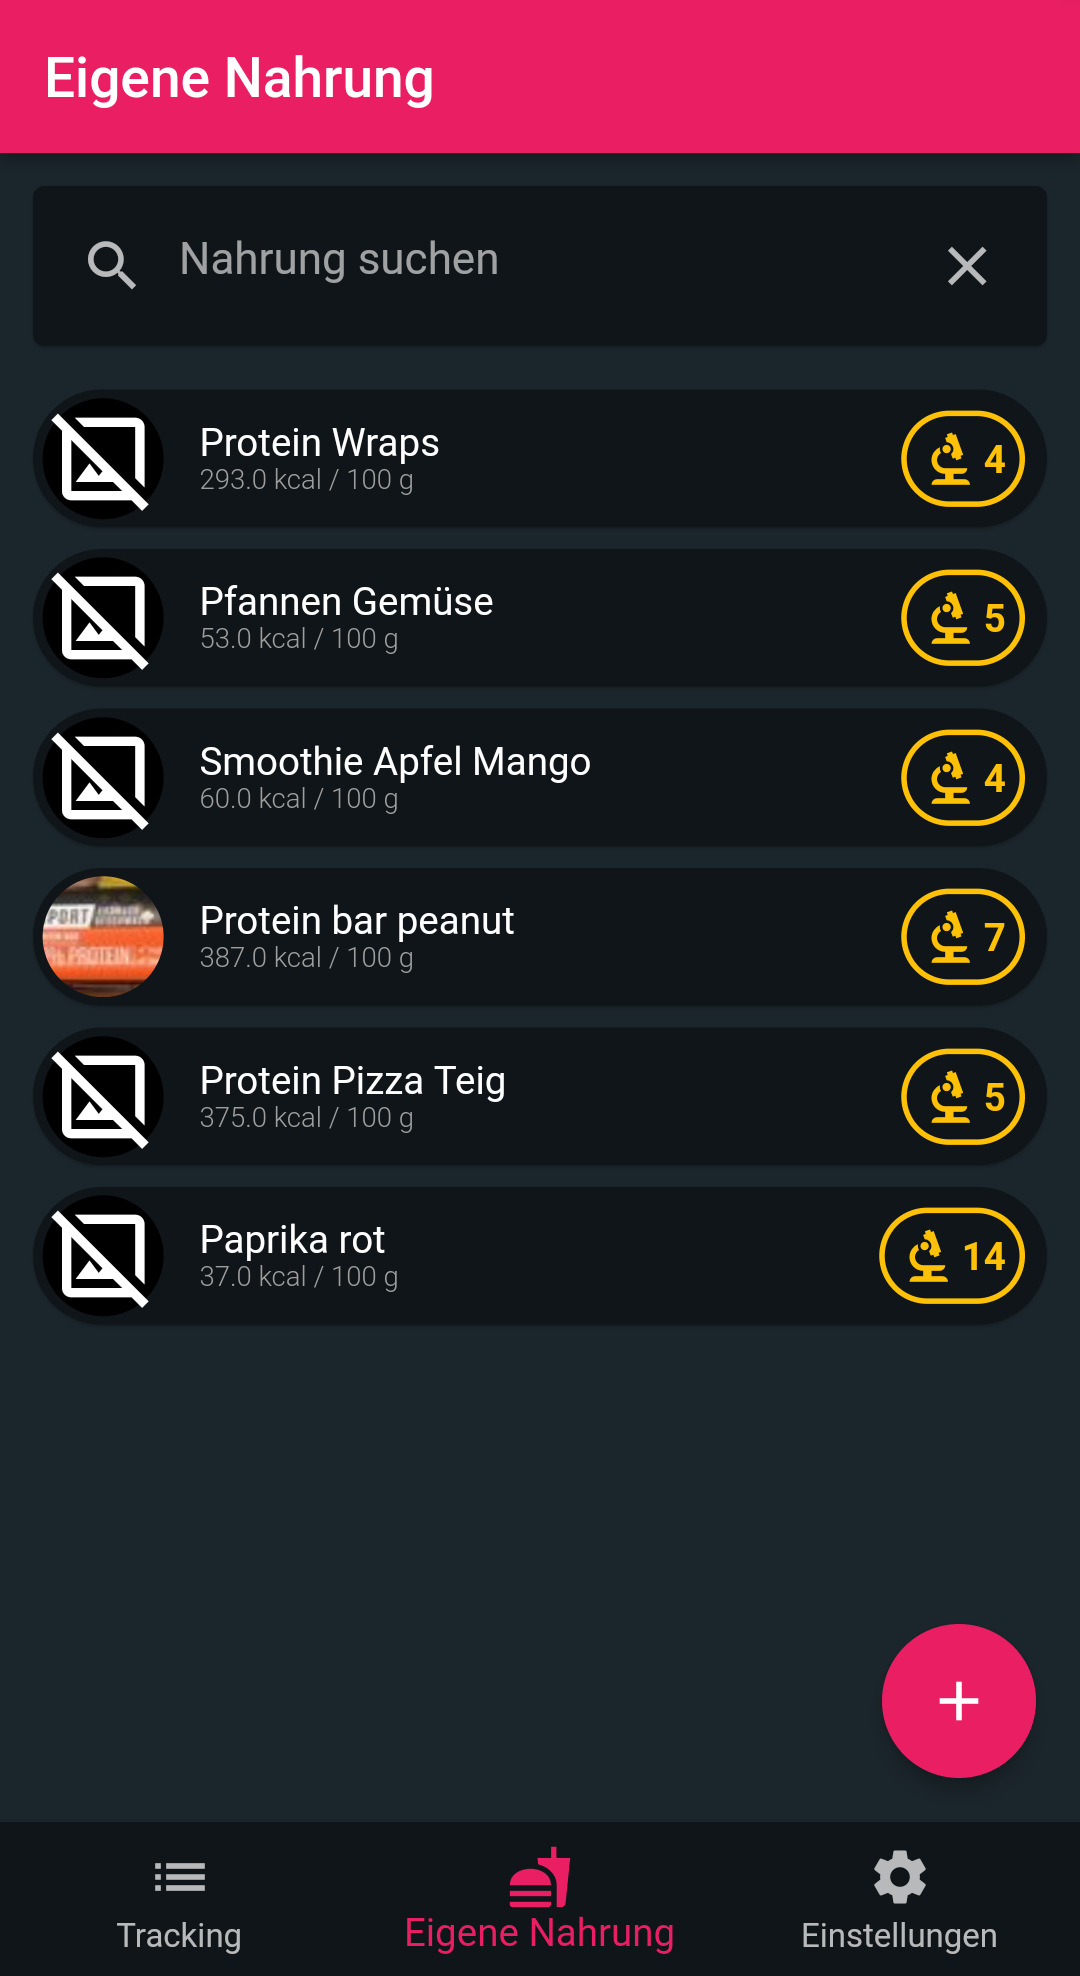 Eigene Nahrung
Nahrung suchen
Protein Wraps
293.0 kcal / 100 g
4
Pfannen Gemüse
53.0 kcal / 100 g
5
Smoothie Apfel Mango
60.0 kcal / 100 g
4
PORT
PROTEIN
Protein bar peanut
387.0 kcal / 100 g
7
Protein Pizza Teig
375.0 kcal / 100 g
5
Paprika rot
37.0 kcal / 100 g
14
Tracking
Eigene Nahrung
Einstellungen